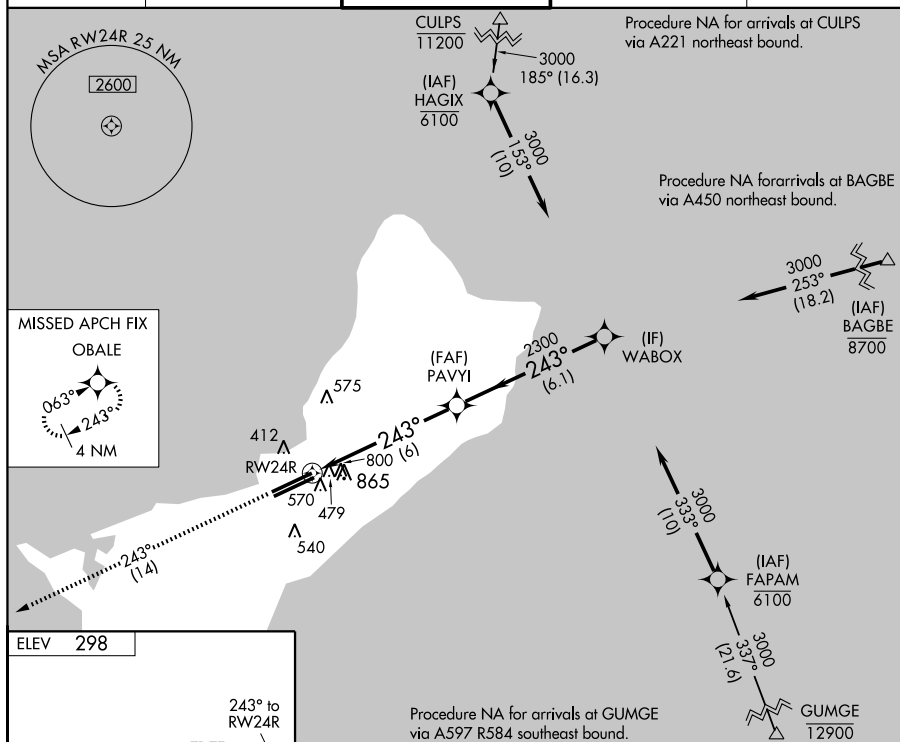 MSA RW24R 25 NM
2600
CULPS
11200
3000
185° (16.3)
(IAF)
HAGIX
6100
3000
153°
(10)
Procedure NA for arrivals at CULPS
via A221 northeast bound.
Procedure NA forarrivals at BAGBE
via A450 northeast bound.
3000
253°
(18.2)
(IAF)
BAGBE
8700
MISSED APCH FIX
OBALE
063°
243°
4 NM
(IF)
WABOX
2300
243°
(6.1)
(FAF)
PAVYI
243°
(6)
575
412
RW24R
800
865
570
479
540
243°
(14)
3000
333°
(10)
(IAF)
FAPAM
6100
3000
337°
(21.6)
GUMGE
12900
ELEV 298
243° to
RW24R
Procedure NA for arrivals at GUMGE
via A597 R584 southeast bound.